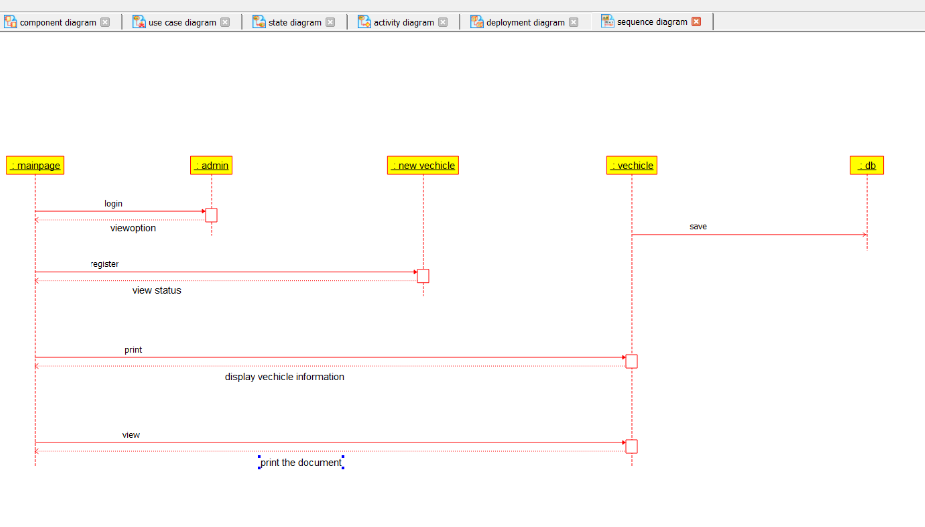 component diagram
use case diagram
state diagram
activity diagram
deployment diagram
sequence diagram
: mainpage
: admin
: new vechicle
: vechicle
: db
login
viewoption
save
register
view status
print
display vechicle information
view
print the document